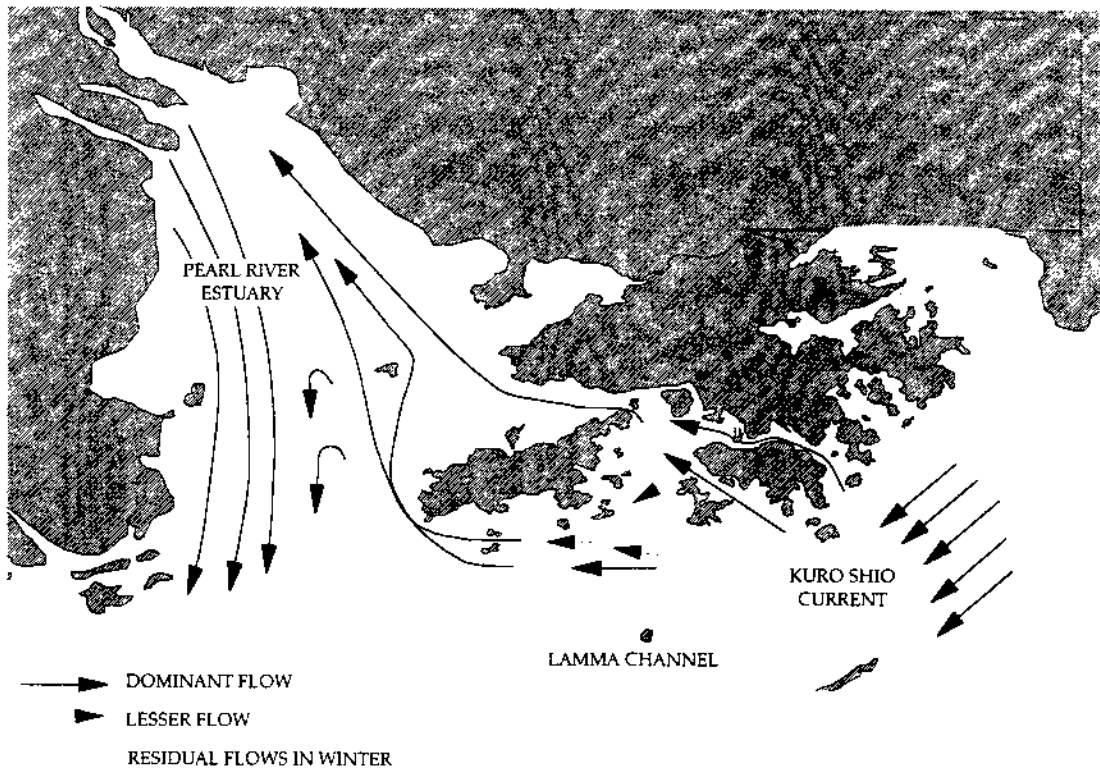 PEARL RIVER
ESTUARY
KURO SHIO
CURRENT
LAMMA CHANNEL
DOMINANT FLOW
LESSER FLOW
RESIDUAL FLOWS IN WINTER